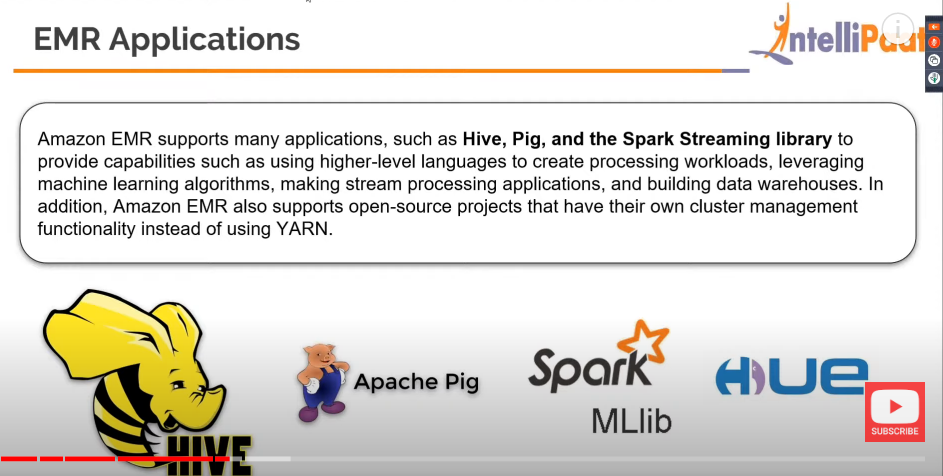 EMR Applications
IntelliPaat
Amazon EMR supports many applications, such as Hive, Pig, and the Spark Streaming library to
provide capabilities such as using higher-level languages to create processing workloads, leveraging
machine learning algorithms, making stream processing applications, and building data warehouses. In
addition, Amazon EMR also supports open-source projects that have their own cluster management
functionality instead of using YARN.
HIVE
Apache Pig
Spark
MLlib
HUE
SUBSCRIBE